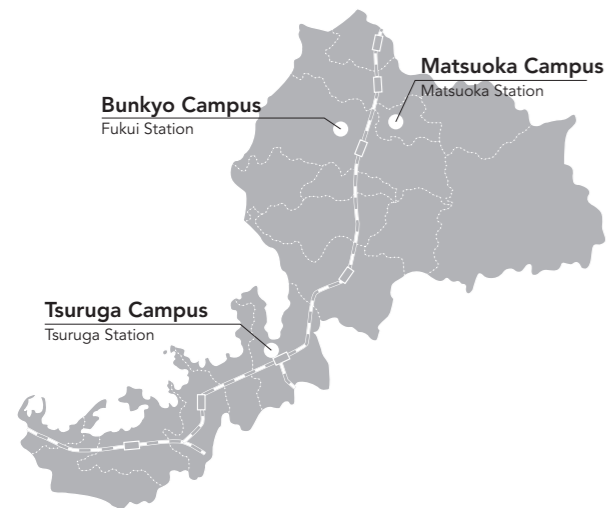 Matsuoka Campus
Matsuoka Station
Bunkyo Campus
Fukui Station
Tsuruga Campus
Tsuruga Station